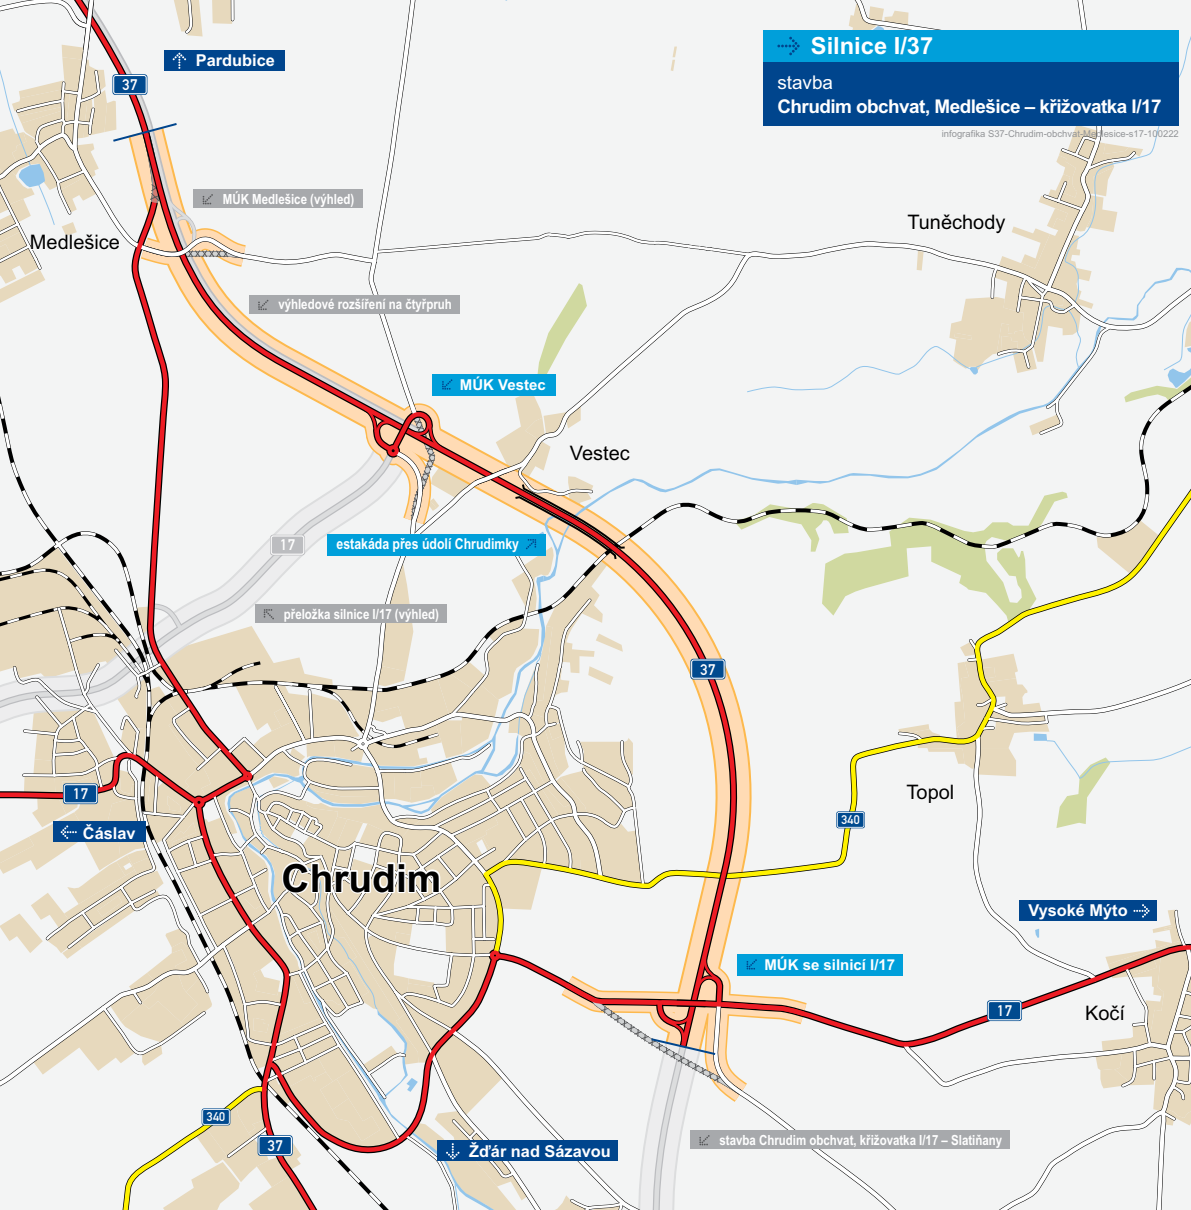 Silnice I/37
stavba
Chrudim obchvat, Medlešice – křižovatka I/17
infografika S37-Chrudim-obchvat-Medlesice-s17-100222
Pardubice
37
MÚK Medlešice (výhled)
Tuněchody
Medlešice
výhledové rozšíření na čtyřpruh
MÚK Vestec
Vestec
17
estakáda přes údolí Chrudimky
přeložka silnice I/17 (výhled)
37
17
Topol
340
Čáslav
Chrudim
Vysoké Mýto
MÚK se silnicí I/17
17
Kočí
340
37
stavba Chrudim obchvat, křižovatka I/17 – Slatiňany
Žďár nad Sázavou